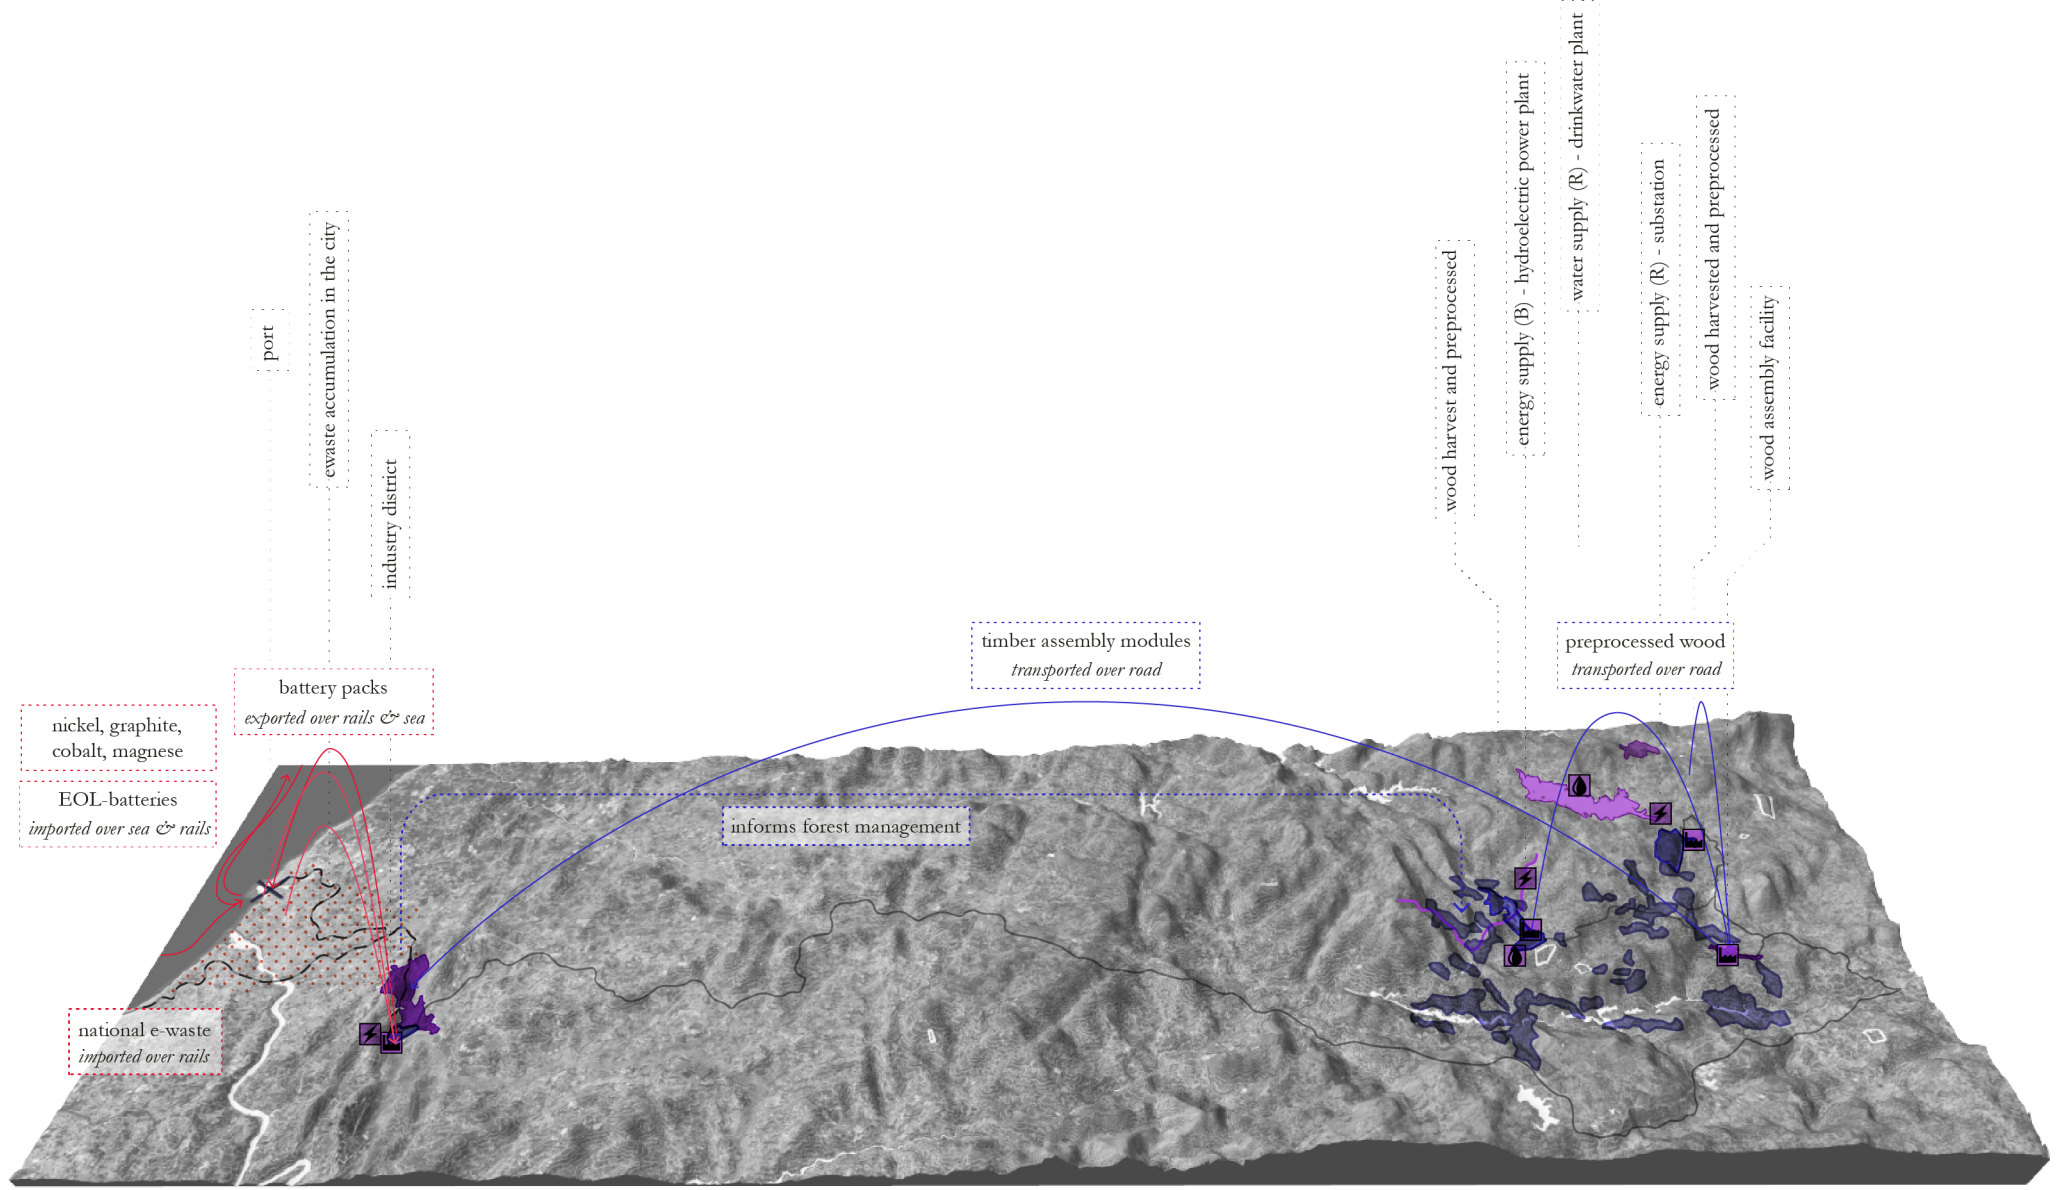 port
ewaste accumulation in the city
industry district
wood harvest and preprocessed
energy supply (B) - hydroelectric power plant
water supply (R) - drinkwater plant
energy supply (R) - substation
wood harvested and preprocessed
wood assembly facility
timber assembly modules
transported over road
preprocessed wood
transported over road
battery packs
exported over rails & sea
nickel, graphite,
cobalt, magnese
EOL-batteries
imported over sea & rails
informs forest management
national e-waste
imported over rails